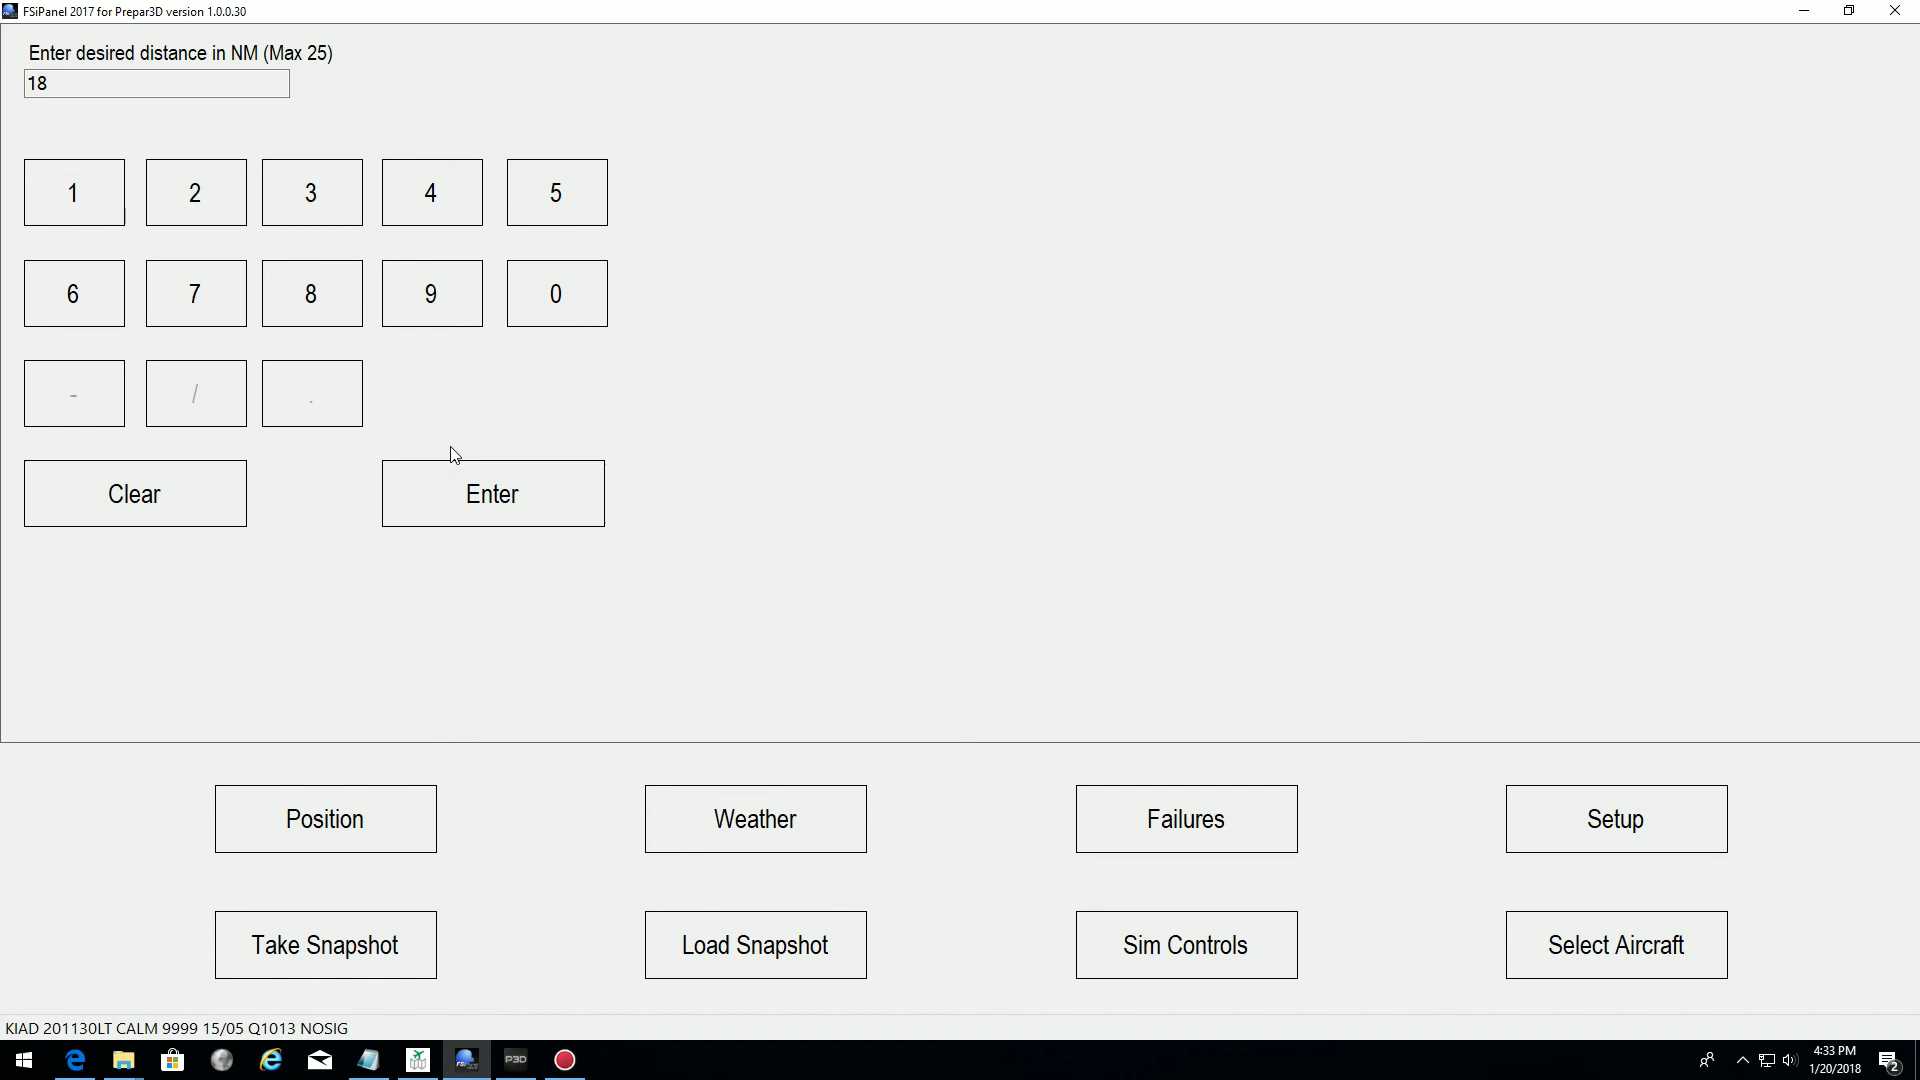 FSiPanel 2017 for Prepar3D version 1.0.0.30
Enter desired distance in NM (Max 25)
18
1 2 3 4 5
6 7 8 9 0
- / .
Clear Enter
Position Weather Failures Setup
Take Snapshot Load Snapshot Sim Controls Select Aircraft
KIAD 201130LT CALM 9999 15/05 Q1013 NOSIG
P3D
4:33 PM
1/20/2018
2